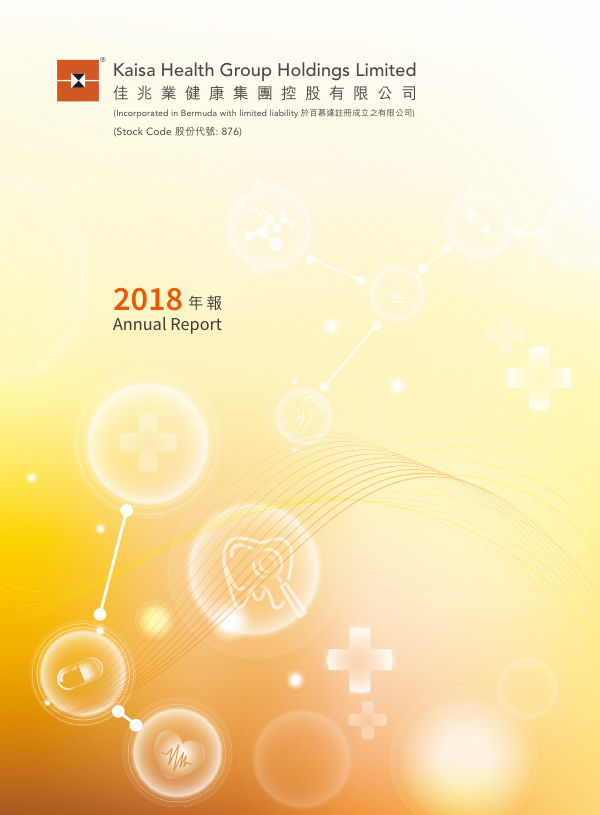 ®
Kaisa Health Group Holdings Limited
佳兆業健康集團控股有限公司
(Incorporated in Bermuda with limited liability 於百慕達註冊成立之有限公司)
(Stock Code 股份代號: 876)
2018 年報
Annual Report